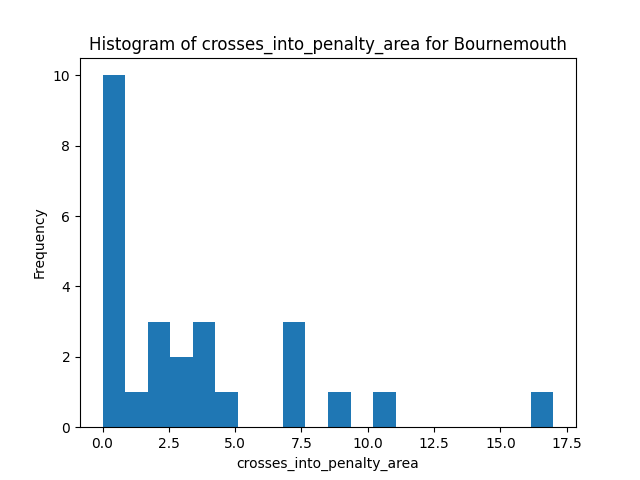 Histogram of crosses_into_penalty_area for Bournemouth
10
8
6
4
2
0
Frequency
0.0 2.5 5.0 7.5 10.0 12.5 15.0 17.5
crosses_into_penalty_area